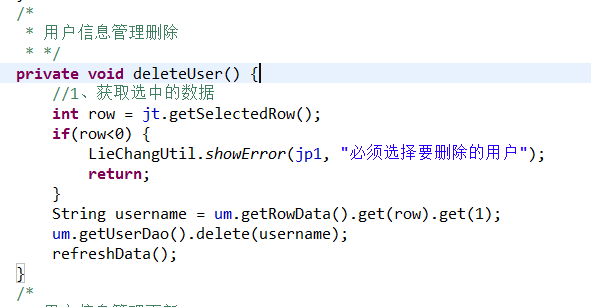 /*
 * 用户信息管理删除
 * */
private void deleteUser() {
    //1、获取选中的数据
    int row = jt.getSelectedRow();
    if(row<0) {
        LieChangUtil.showError(jp1, "必须选择要删除的用户");
        return;
    }
    String username = um.getRowData().get(row).get(1);
    um.getUserDao().delete(username);
    refreshData();
}
/*